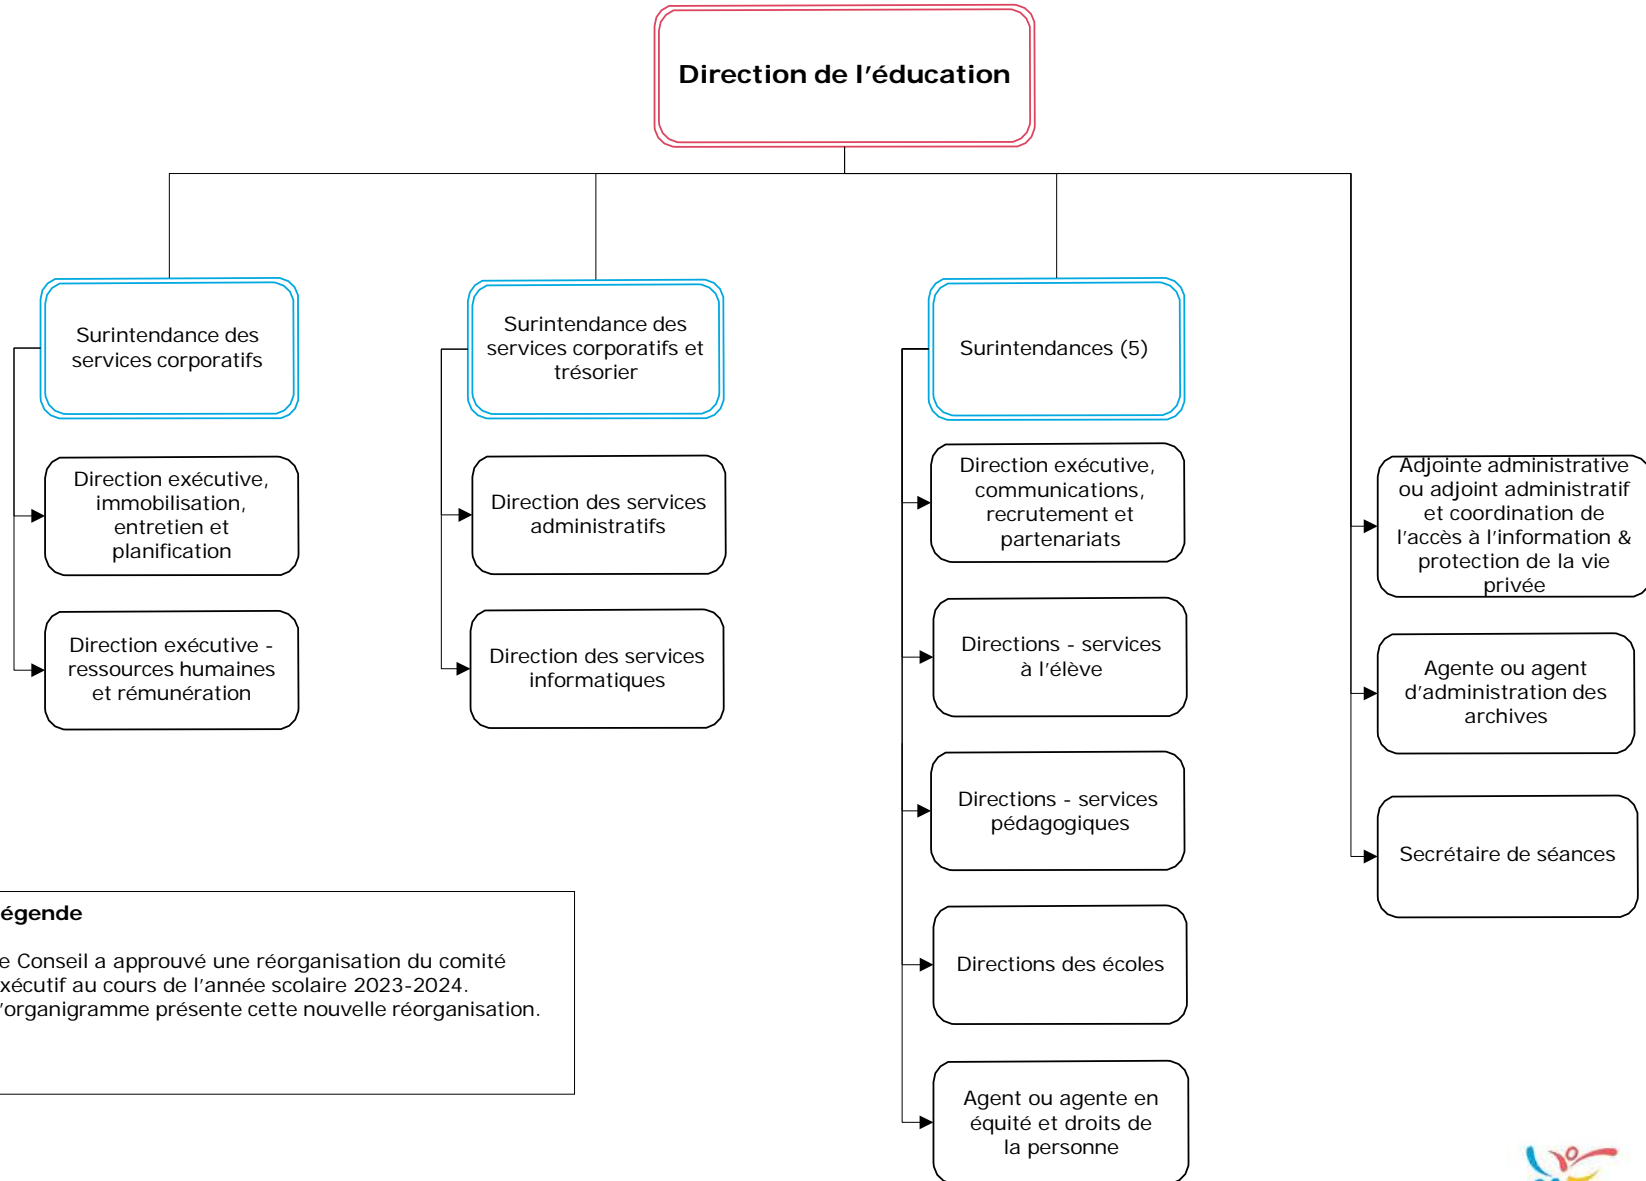 Direction de l'éducation
Surintendance des
services corporatifs
Surintendance des
services corporatifs et
trésorier
Surintendances (5)
Direction exécutive,
immobilisation,
entretien et
planification
Direction exécutive -
ressources humaines
et rémunération
Direction des services
administratifs
Direction des services
informatiques
Direction exécutive,
communications,
recrutement et
partenariats
Directions - services
à l'élève
Directions - services
pédagogiques
Directions des écoles
Agent ou agente en
équité et droits de
la personne
Adjointe administrative
ou adjoint administratif
et coordination de
l'accès à l'information &
protection de la vie
privée
Agente ou agent
d'administration des
archives
Secrétaire de séances
égende
e Conseil a approuvé une réorganisation du comité
xécutif au cours de l'année scolaire 2023-2024.
'organigramme présente cette nouvelle réorganisation.